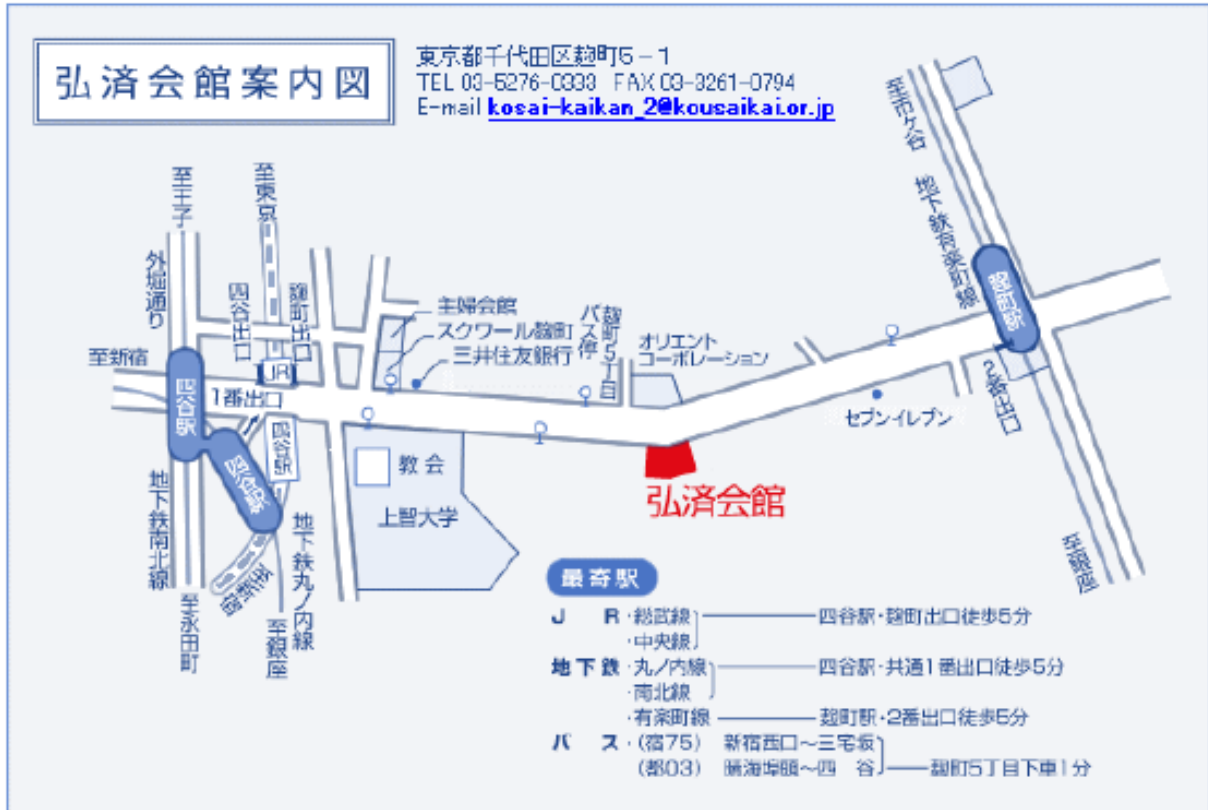 弘済会館案内図
東京都千代田区麹町5-1
TEL 03-5276-0333 FAX 03-3261-0794
E-mail kosai-kaikan_2@kousaikai.or.jp
至王子
外堀通り
至東京
四谷出口
麹町出口
至新宿
四谷駅
JR
1番出口
四谷駅
四谷駅
地下鉄南北線
至永田町
至新宿
地下鉄丸ノ内線
至銀座
主婦会館
スクワール麹町
三井住友銀行
麹町5丁目
バス停
オリエント
コーポレーション
教会
上智大学
弘済会館
セブンイレブン
至市ヶ谷
地下鉄有楽町線
麹町駅
2番出口
至銀座
最寄駅
JR ・総武線 四谷駅・麹町出口徒歩5分
・中央線
地下鉄 ・丸ノ内線 四谷駅・共通1番出口徒歩5分
・南北線
・有楽町線 麹町駅・2番出口徒歩5分
バス ・(宿75) 新宿西口〜三宅坂
(都03) 晴海埠頭〜四谷 麹町5丁目下車1分